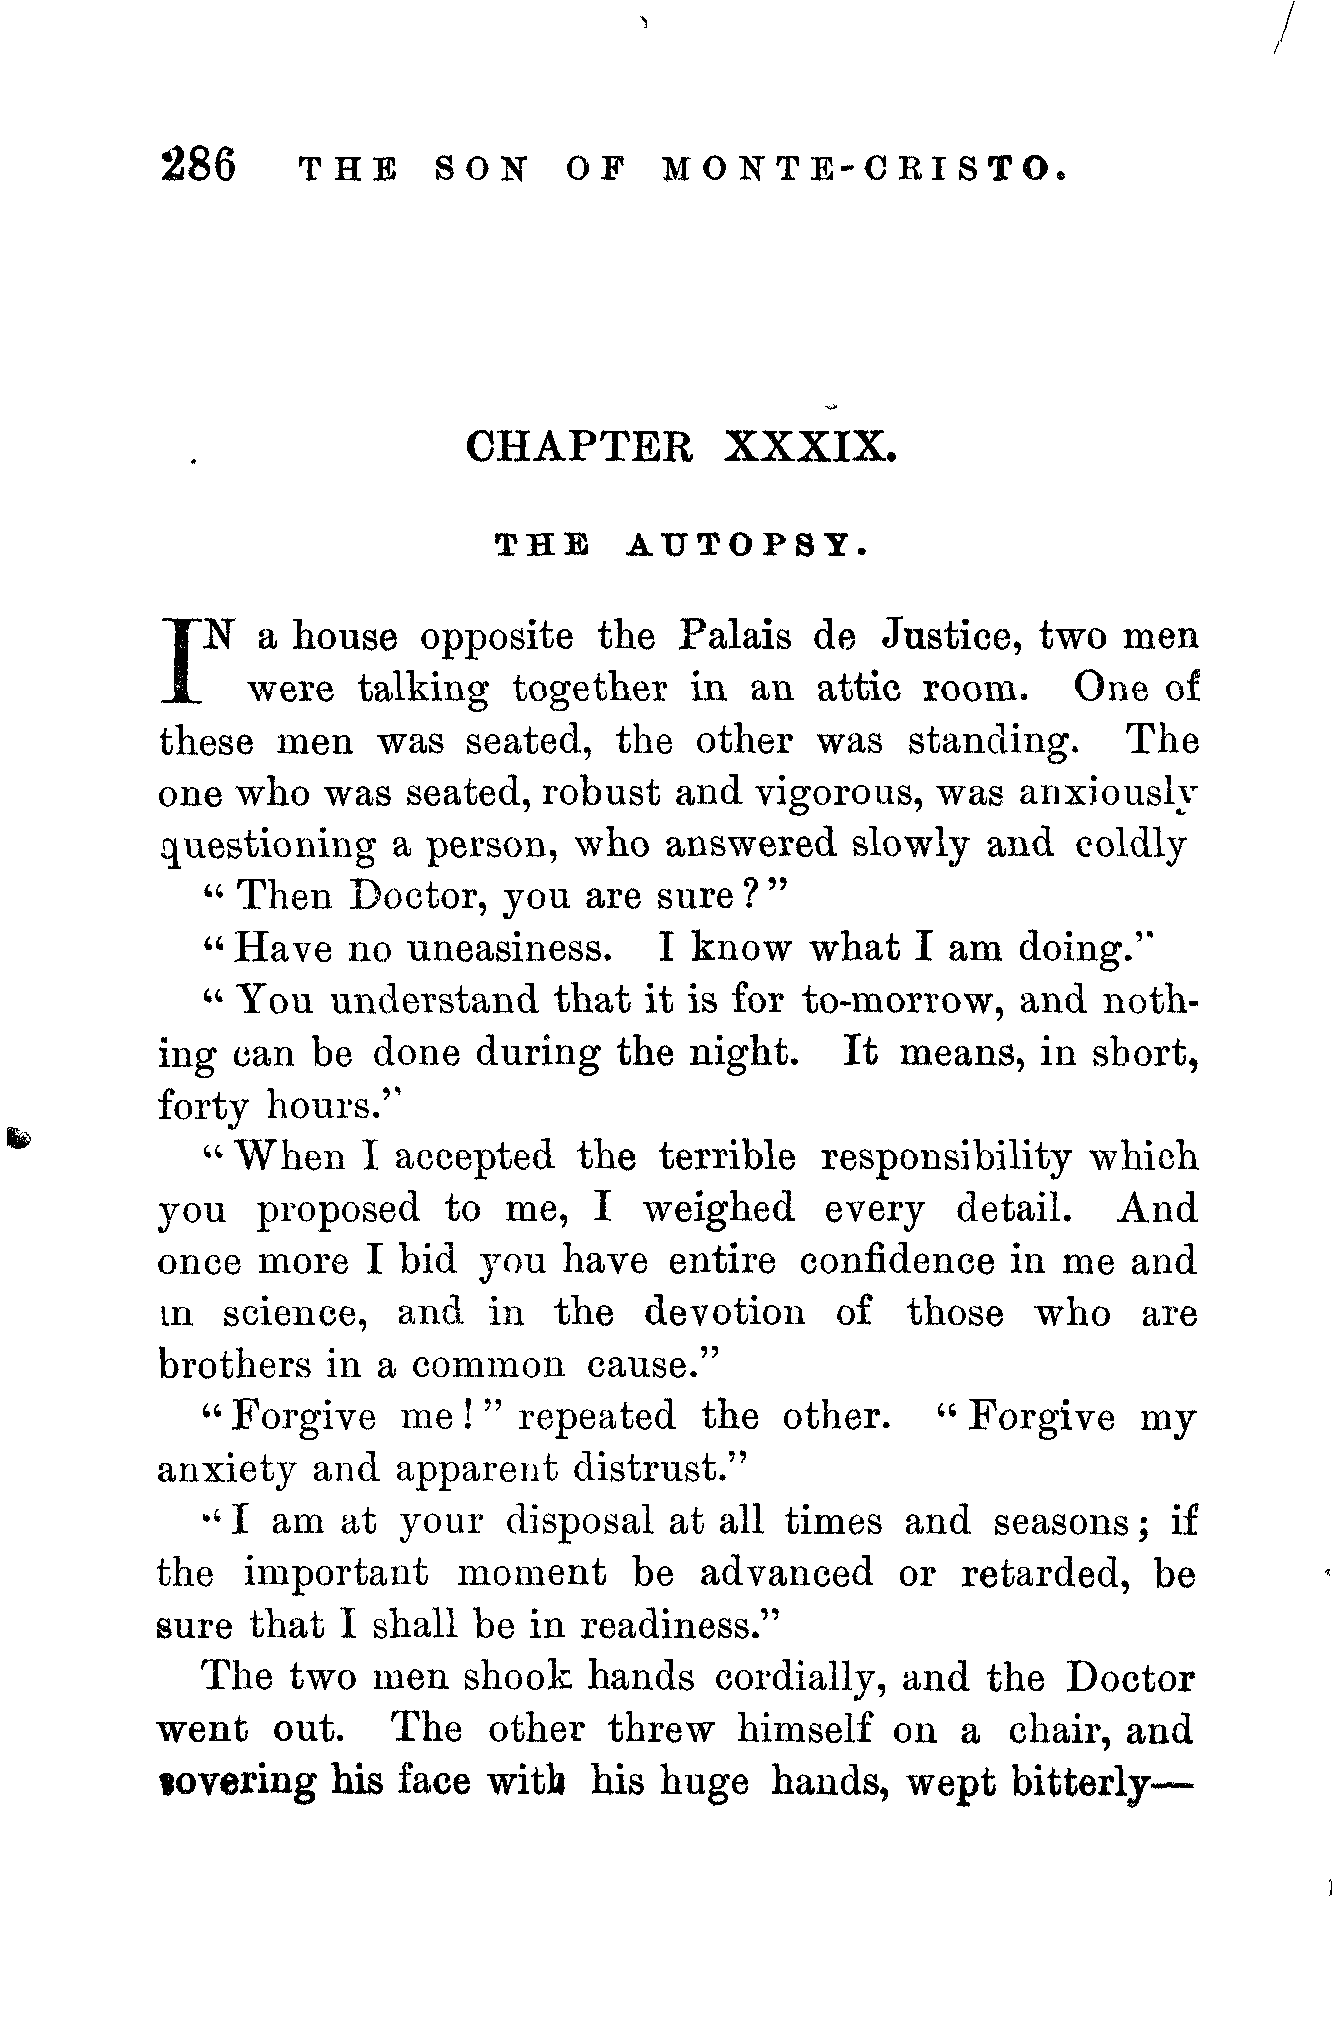 286 THE SON OF MONTE-CRISTO.
CHAPTER XXXIX.
THE AUTOPSY.
IN a house opposite the Palais de Justice, two men
were talking together in an attic room. One of
these men was seated, the other was standing. The
one who was seated, robust and vigorous, was anxiously
questioning a person, who answered slowly and coldly
“Then Doctor, you are sure?”
“Have no uneasiness. I know what I am doing.”
“You understand that it is for to-morrow, and noth-
ing can be done during the night. It means, in short,
forty hours.”
“When I accepted the terrible responsibility which
you proposed to me, I weighed every detail. And
once more I bid you have entire confidence in me and
in science, and in the devotion of those who are
brothers in a common cause.”
“Forgive me!” repeated the other. “Forgive my
anxiety and apparent distrust.”
“I am at your disposal at all times and seasons; if
the important moment be advanced or retarded, be
sure that I shall be in readiness.”
The two men shook hands cordially, and the Doctor
went out. The other threw himself on a chair, and
covering his face with his huge hands, wept bitterly—